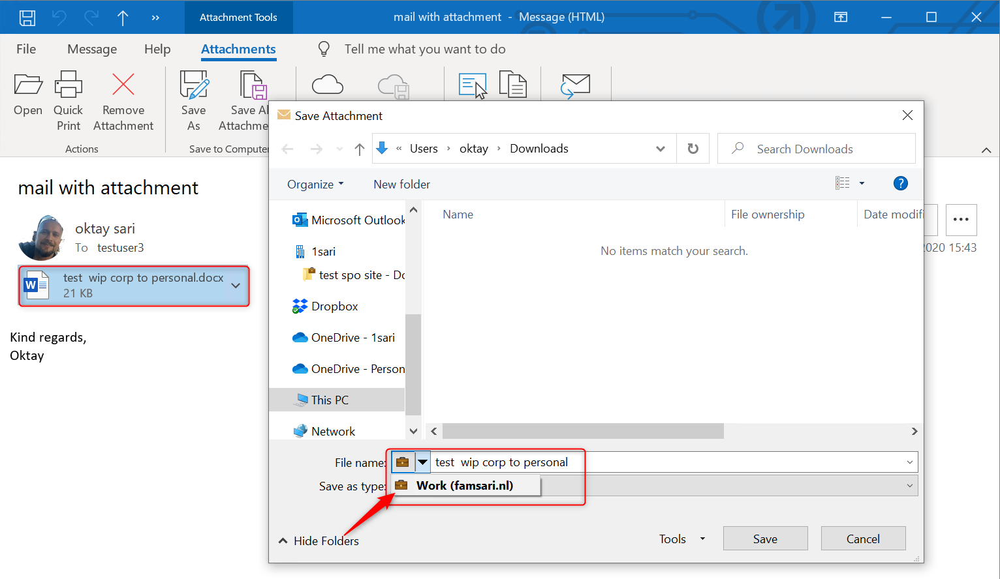 Attachment Tools
mail with attachment - Message (HTML)
File Message Help Attachments Tell me what you want to do
Open
Quick Print
Remove Attachment
Save As
Save Al
Attachme
Actions
Save to Computer
Save Attachment
« Users › oktay › Downloads
Search Downloads
Organize
New folder
?
mail with attachment
oktay sari
To testuser3
2020 15:43
test  wip corp to personal.docx
21 KB
Kind regards,
Oktay
Microsoft Outlook
1sari
test spo site - Do
Dropbox
OneDrive - 1sari
OneDrive - Person
This PC
Network
Name
File ownership
Date modifi
No items match your search.
File name: test  wip corp to personal
Save as type:
Work (famsari.nl)
Hide Folders
Tools
Save
Cancel